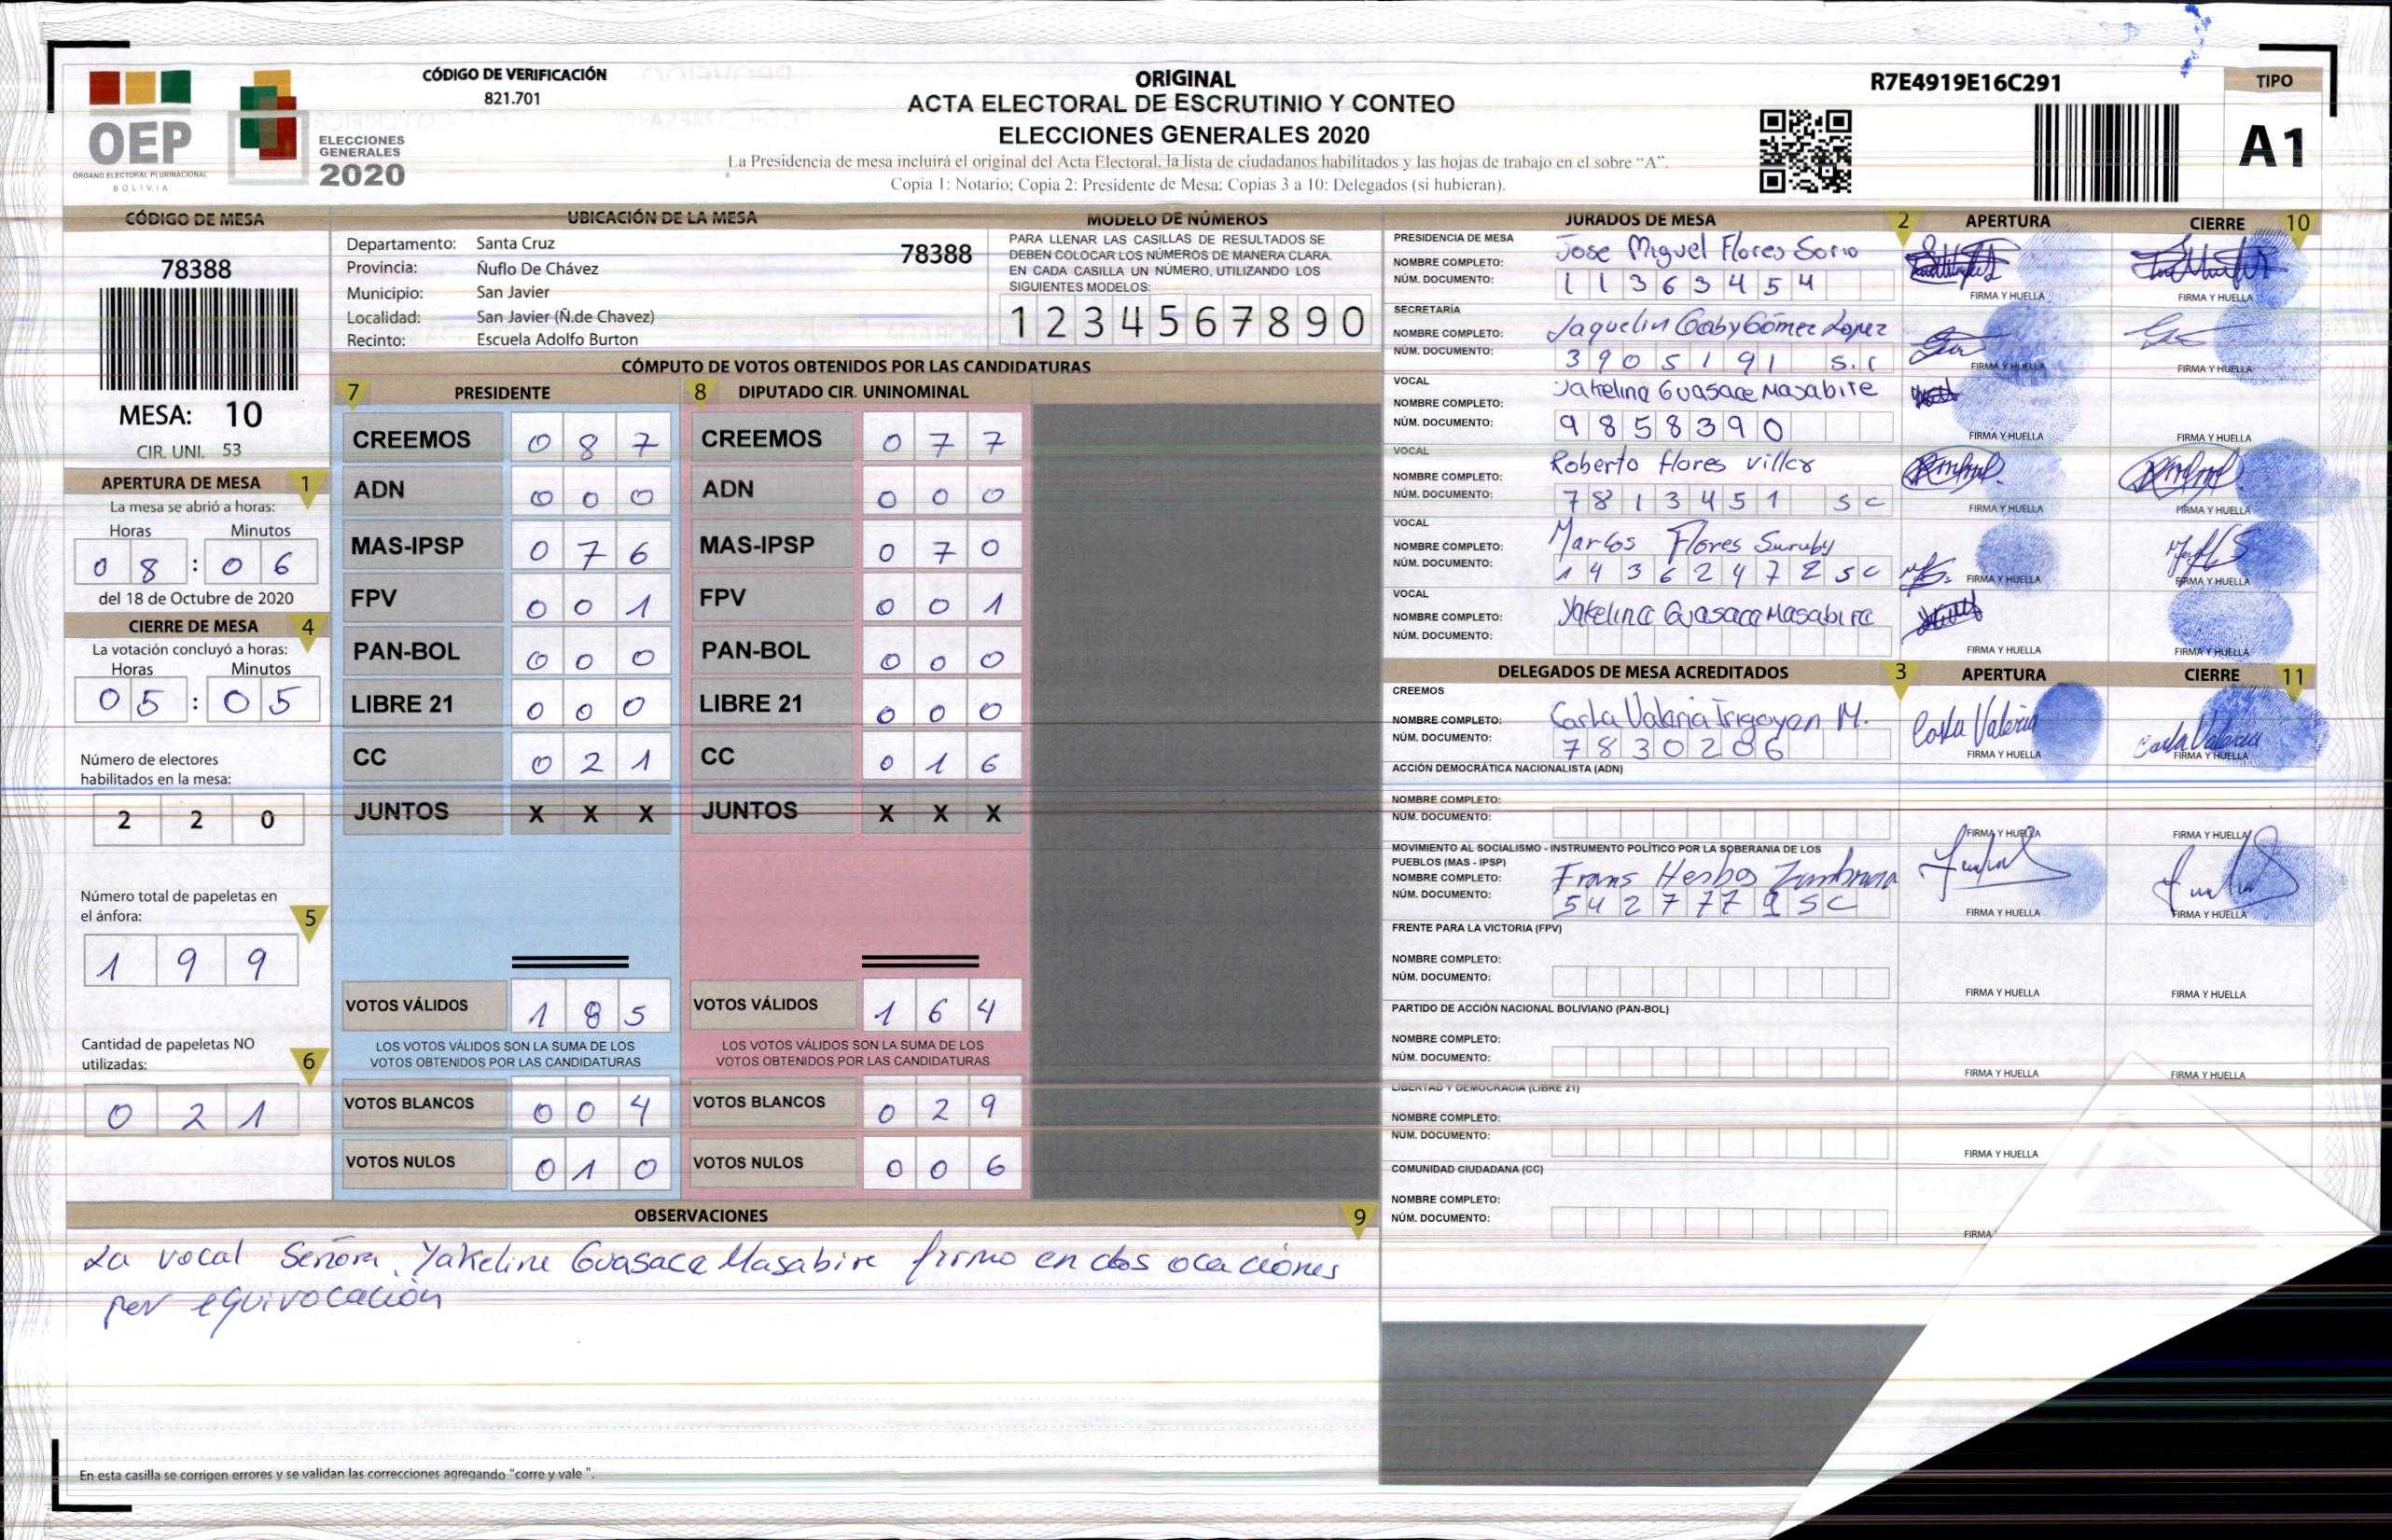 OEP
ÓRGANO ELECTORAL PLURINACIONAL
BOLIVIA
ELECCIONES
GENERALES
2020
CÓDIGO DE VERIFICACIÓN
821.701
ORIGINAL
ACTA ELECTORAL DE ESCRUTINIO Y CONTEO
ELECCIONES GENERALES 2020
La Presidencia de mesa incluirá el original del Acta Electoral, la lista de ciudadanos habilitados y las hojas de trabajo en el sobre “A”.
Copia 1: Notario; Copia 2: Presidente de Mesa; Copias 3 a 10: Delegados (si hubieran).
R7E4919E16C291
TIPO
A1
CÓDIGO DE MESA
78388
MESA: 10
CIR. UNI. 53
UBICACIÓN DE LA MESA
Departamento: Santa Cruz
78388
Provincia: Ñuflo De Chávez
Municipio: San Javier
Localidad: San Javier (Ñ.de Chavez)
Recinto: Escuela Adolfo Burton
MODELO DE NÚMEROS
PARA LLENAR LAS CASILLAS DE RESULTADOS SE
DEBEN COLOCAR LOS NÚMEROS DE MANERA CLARA.
EN CADA CASILLA UN NÚMERO, UTILIZANDO LOS
SIGUIENTES MODELOS:
1 2 3 4 5 6 7 8 9 0
APERTURA DE MESA 1
La mesa se abrió a horas:
Horas Minutos
0 8 : 0 6
del 18 de Octubre de 2020
CIERRE DE MESA 4
La votación concluyó a horas:
Horas Minutos
0 5 : 0 5
Número de electores
habilitados en la mesa:
2 2 0
Número total de papeletas en
el ánfora: 5
1 9 9
Cantidad de papeletas NO
utilizadas: 6
0 2 1
CÓMPUTO DE VOTOS OBTENIDOS POR LAS CANDIDATURAS
7 PRESIDENTE
CREEMOS 0 8 7
ADN 0 0 0
MAS-IPSP 0 7 6
FPV 0 0 1
PAN-BOL 0 0 0
LIBRE 21 0 0 0
CC 0 2 1
JUNTOS X X X
VOTOS VÁLIDOS 1 8 5
LOS VOTOS VÁLIDOS SON LA SUMA DE LOS
VOTOS OBTENIDOS POR LAS CANDIDATURAS
VOTOS BLANCOS 0 0 4
VOTOS NULOS 0 1 0
8 DIPUTADO CIR. UNINOMINAL
CREEMOS 0 7 7
ADN 0 0 0
MAS-IPSP 0 7 0
FPV 0 0 1
PAN-BOL 0 0 0
LIBRE 21 0 0 0
CC 0 1 6
JUNTOS X X X
VOTOS VÁLIDOS 1 6 4
LOS VOTOS VÁLIDOS SON LA SUMA DE LOS
VOTOS OBTENIDOS POR LAS CANDIDATURAS
VOTOS BLANCOS 0 2 9
VOTOS NULOS 0 0 6
OBSERVACIONES 9
La vocal Señora, Yakeline Guasace Masabire firmo en dos ocaciónes
por equivocación
En esta casilla se corrigen errores y se validan las correcciones agregando "corre y vale ".
JURADOS DE MESA 2 APERTURA CIERRE 10
PRESIDENCIA DE MESA
NOMBRE COMPLETO: Jose Miguel Flores Sorio
NÚM. DOCUMENTO: 1 1 3 6 3 4 5 4
FIRMA Y HUELLA FIRMA Y HUELLA
SECRETARÍA
NOMBRE COMPLETO: Jaquelin Gaby Gómez Lopez
NÚM. DOCUMENTO: 3 9 0 5 1 9 1 S.C
FIRMA Y HUELLA FIRMA Y HUELLA
VOCAL
NOMBRE COMPLETO: Yakelina Guasace Masabire
NÚM. DOCUMENTO: 9 8 5 8 3 9 0
FIRMA Y HUELLA FIRMA Y HUELLA
VOCAL
NOMBRE COMPLETO: Roberto flores villar
NÚM. DOCUMENTO: 7 8 1 3 4 5 1 S C
FIRMA Y HUELLA FIRMA Y HUELLA
VOCAL
NOMBRE COMPLETO: Marcos Flores Suruby
NÚM. DOCUMENTO: 1 4 3 6 2 4 7 2 S C
FIRMA Y HUELLA FIRMA Y HUELLA
VOCAL
NOMBRE COMPLETO: Yakelina Guasace Masabire
NÚM. DOCUMENTO:
FIRMA Y HUELLA FIRMA Y HUELLA
DELEGADOS DE MESA ACREDITADOS 3 APERTURA CIERRE 11
CREEMOS
NOMBRE COMPLETO: Carla Valeria Irigoyen M. Carla Valeria Carla Valeria
NÚM. DOCUMENTO: 7 8 3 0 2 0 6
FIRMA Y HUELLA FIRMA Y HUELLA
ACCIÓN DEMOCRÁTICA NACIONALISTA (ADN)
NOMBRE COMPLETO:
NÚM. DOCUMENTO:
FIRMA Y HUELLA FIRMA Y HUELLA
MOVIMIENTO AL SOCIALISMO - INSTRUMENTO POLÍTICO POR LA SOBERANIA DE LOS
PUEBLOS (MAS - IPSP)
NOMBRE COMPLETO: Frans Zambrana
NÚM. DOCUMENTO: 5 4 2 7 7 7 9 S C
FIRMA Y HUELLA FIRMA Y HUELLA
FRENTE PARA LA VICTORIA (FPV)
NOMBRE COMPLETO:
NÚM. DOCUMENTO:
FIRMA Y HUELLA FIRMA Y HUELLA
PARTIDO DE ACCIÓN NACIONAL BOLIVIANO (PAN-BOL)
NOMBRE COMPLETO:
NÚM. DOCUMENTO:
FIRMA Y HUELLA FIRMA Y HUELLA
LIBERTAD Y DEMOCRACIA (LIBRE 21)
NOMBRE COMPLETO:
NÚM. DOCUMENTO:
FIRMA Y HUELLA
COMUNIDAD CIUDADANA (CC)
NOMBRE COMPLETO:
NÚM. DOCUMENTO:
FIRMA